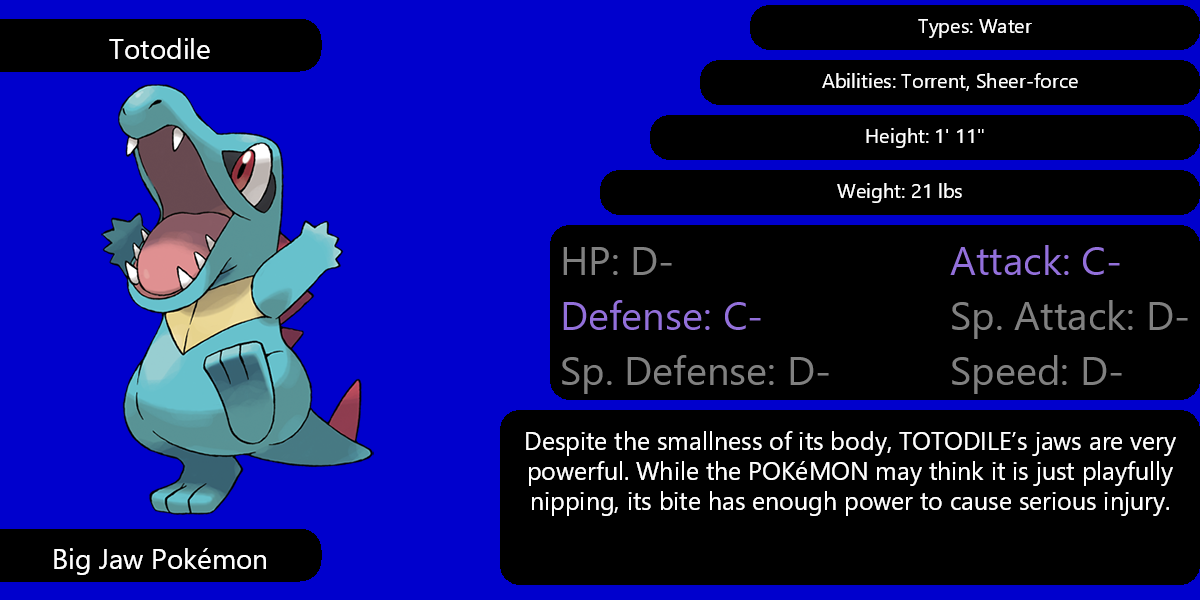 Totodile
Types: Water
Abilities: Torrent, Sheer-force
Height: 1' 11"
Weight: 21 lbs
HP: D-
Attack: C-
Defense: C-
Sp. Attack: D-
Sp. Defense: D-
Speed: D-
Despite the smallness of its body, TOTODILE’s jaws are very
powerful. While the POKéMON may think it is just playfully
nipping, its bite has enough power to cause serious injury.
Big Jaw Pokémon